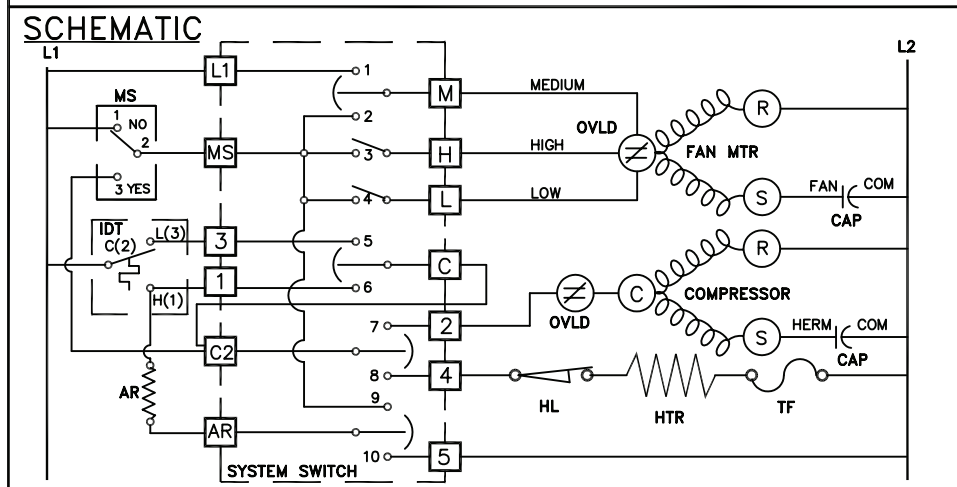 SCHEMATIC
L1
L2
L1
1
M
MEDIUM
R
MS
1 NO
2
2
OVLD
MS
3
H
HIGH
FAN MTR
3 YES
4
L
LOW
S
FAN
COM
CAP
IDT
C(2)
L(3)
3
5
R
C
1
6
H(1)
C
COMPRESSOR
OVLD
7
2
S
HERM
COM
CAP
C2
8
4
AR
HL
HTR
TF
9
AR
10
5
SYSTEM SWITCH